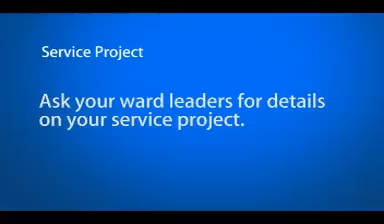 Service Project
Ask your ward leaders for details
on your service project.